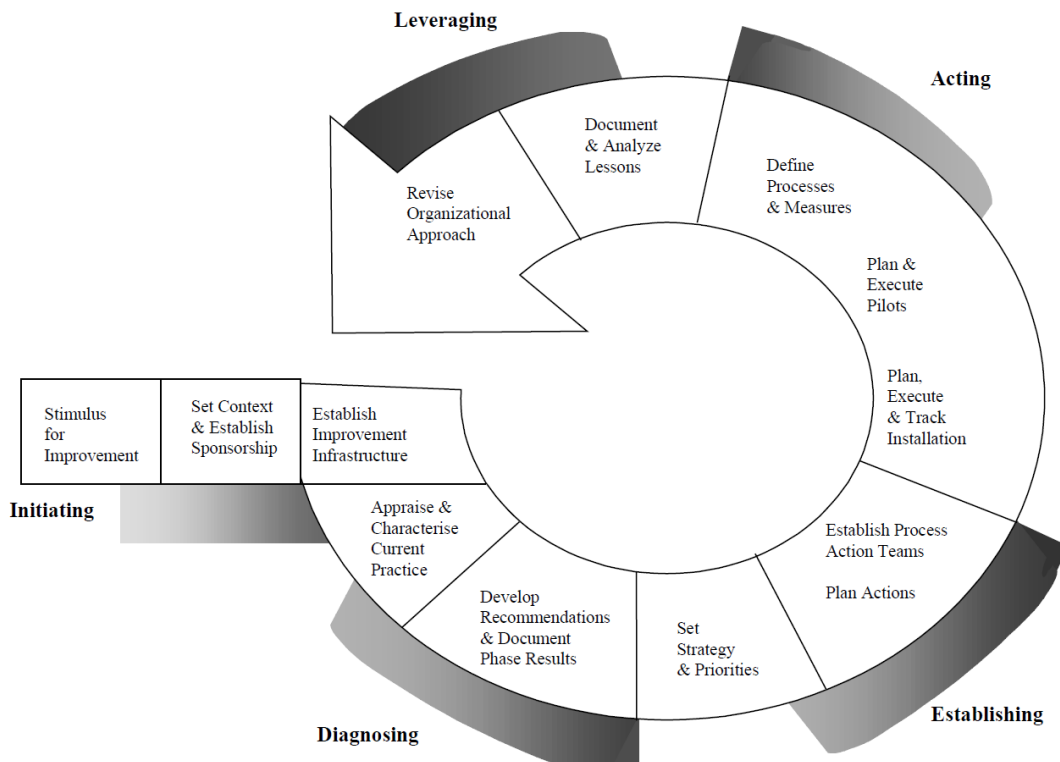 Leveraging
Acting
Document
& Analyze
Lessons
Define
Processes
& Measures
Revise
Organizational
Approach
Plan &
Execute
Pilots
Plan,
Execute
& Track
Installation
Stimulus
for
Improvement
Set Context
& Establish
Sponsorship
Establish
Improvement
Infrastructure
Initiating
Appraise &
Characterise
Current
Practice
Establish Process
Action Teams
Plan Actions
Develop
Recommendations
& Document
Phase Results
Set
Strategy
& Priorities
Diagnosing
Establishing